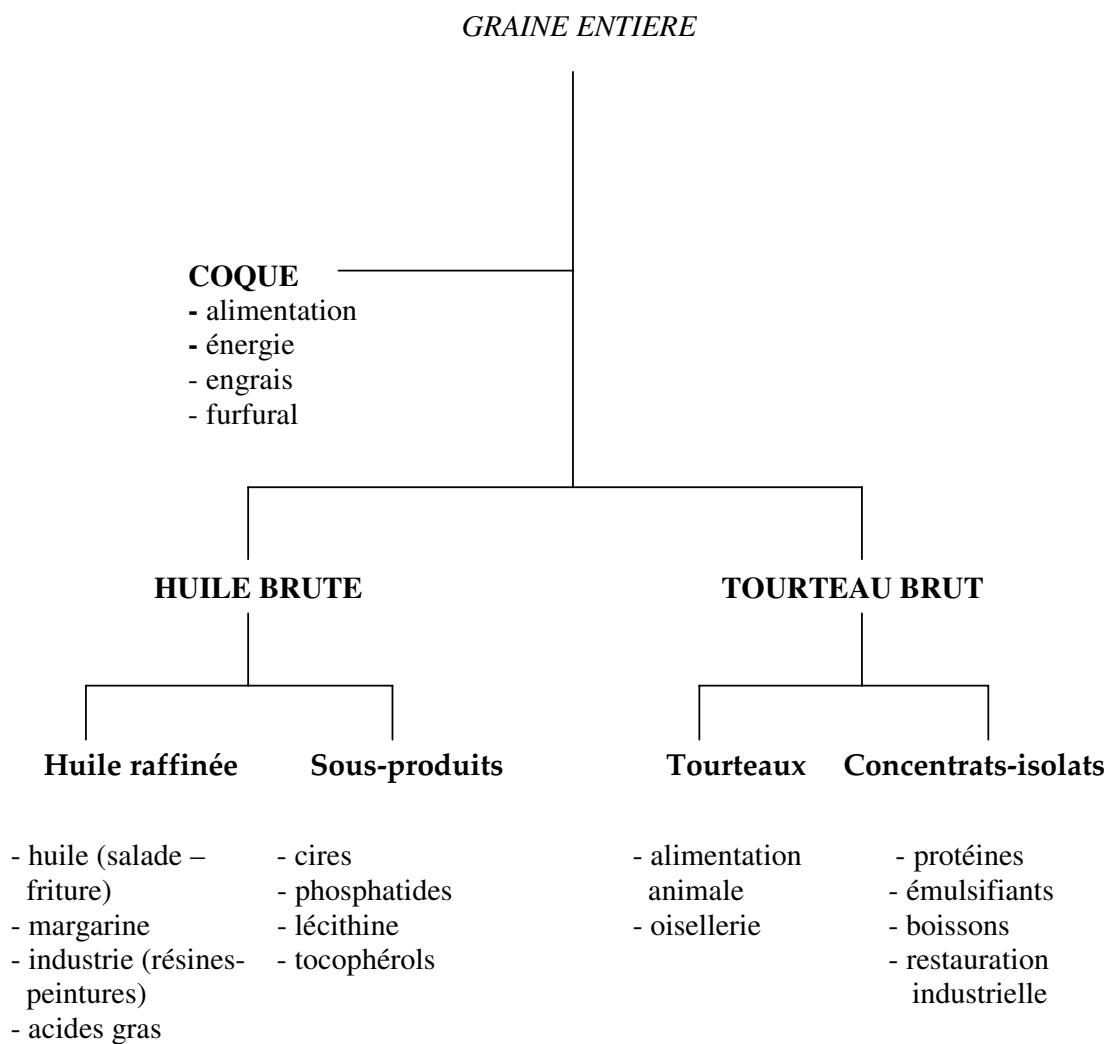 GRAINE ENTIERE
COQUE
- alimentation
- énergie
- engrais
- furfural
HUILE BRUTE
TOURTEAU BRUT
Huile raffinée
Sous-produits
Tourteaux
Concentrats-isolats
- huile (salade –
friture)
- margarine
- industrie (résines-
peintures)
- acides gras
- cires
- phosphatides
- lécithine
- tocophérols
- alimentation
animale
- oisellerie
- protéines
- émulsifiants
- boissons
- restauration
industrielle